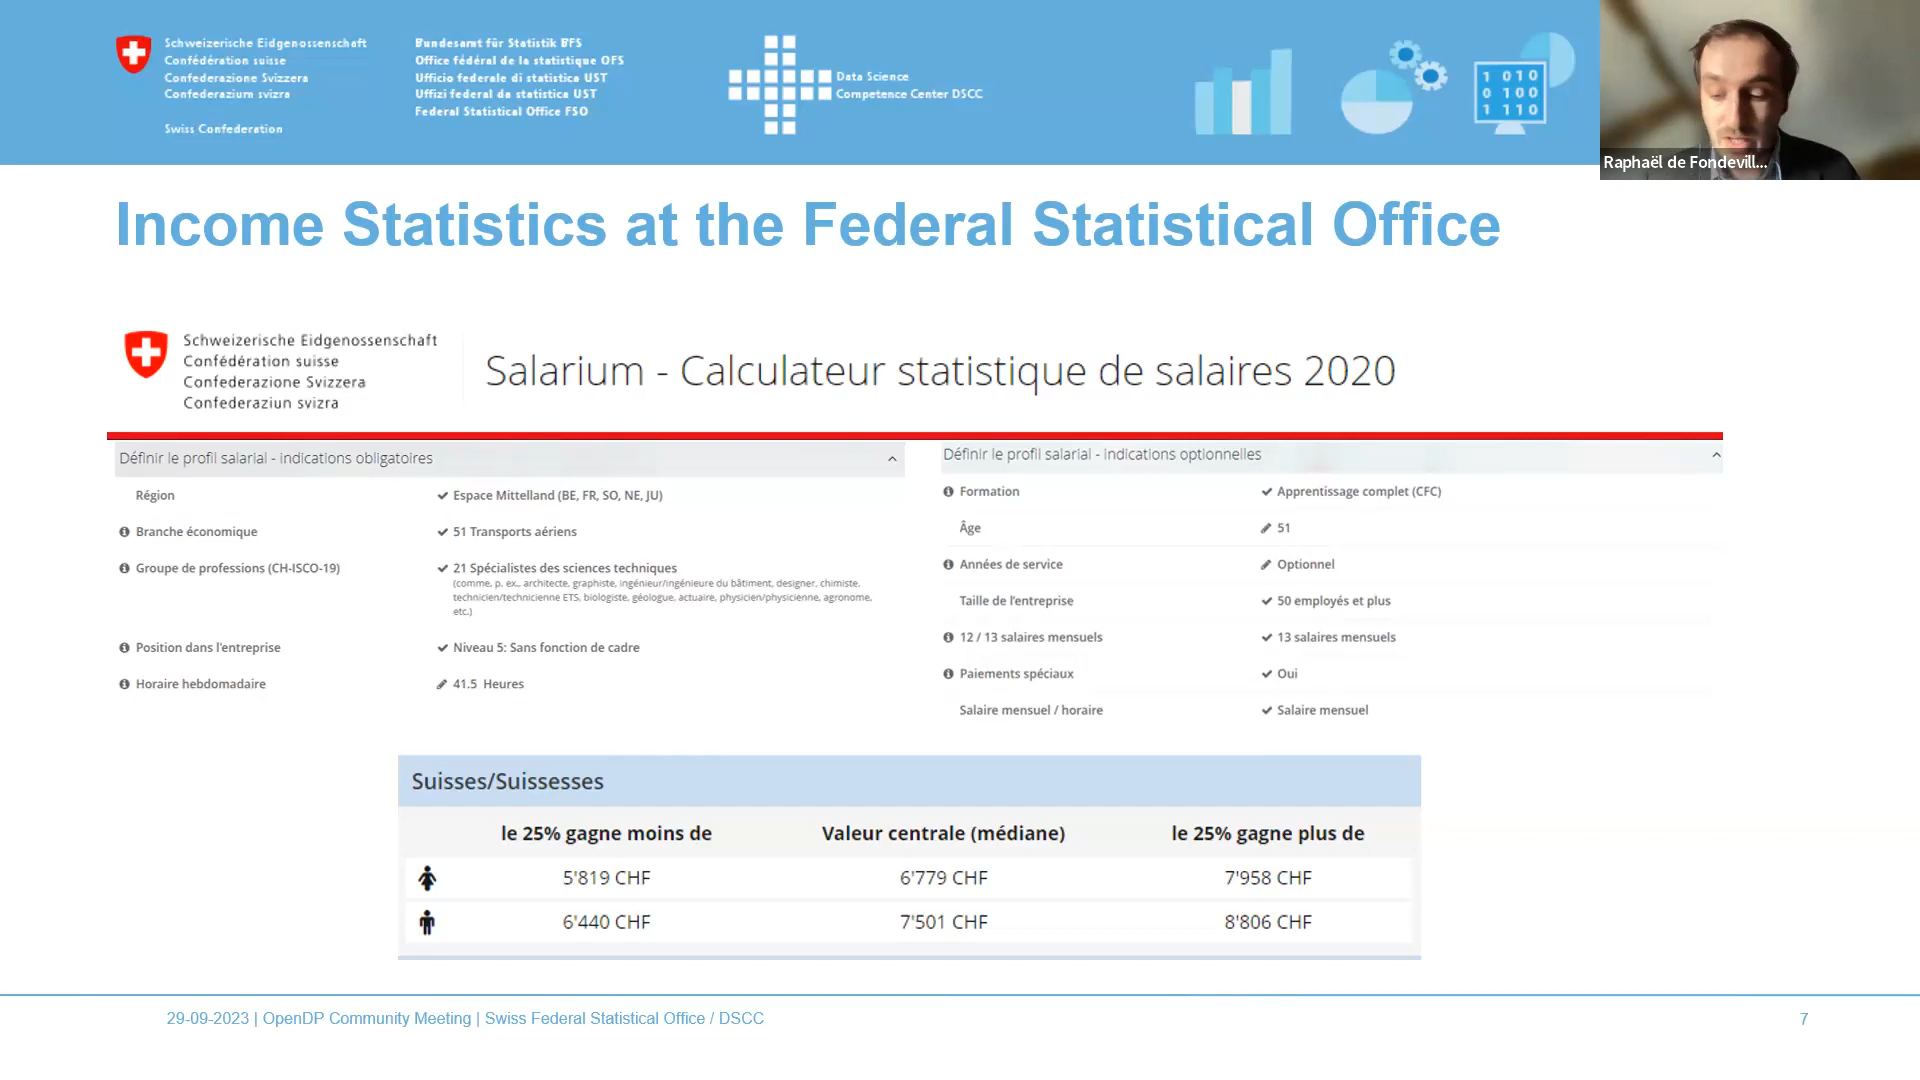 Schweizerische Eidgenossenschaft
Confédération suisse
Confederazione Svizzera
Confederaziun svizra
Swiss Confederation
Bundesamt für Statistik BFS
Office fédéral de la statistique OFS
Ufficio federale di statistica UST
Uffizi federal da statistica UST
Federal Statistical Office FSO
Data Science
Competence Center DSCC
1 010
0 100
1 110
Raphaël de Fondevill...
Income Statistics at the Federal Statistical Office
Schweizerische Eidgenossenschaft
Confédération suisse
Confederazione Svizzera
Confederaziun svizra
Salarium - Calculateur statistique de salaires 2020
Définir le profil salarial - indications obligatoires
Région Espace Mittelland (BE, FR, SO, NE, JU)
Branche économique 51 Transports aériens
Groupe de professions (CH-ISCO-19) 21 Spécialistes des sciences techniques
(comme, p. ex., architecte, graphiste, ingénieur/ingénieure du bâtiment, designer, chimiste,
technicien/technicienne ETS, biologiste, géologue, actuaire, physicien/physicienne, agronome,
etc.)
Position dans l'entreprise Niveau 5: Sans fonction de cadre
Horaire hebdomadaire 41.5 Heures
Définir le profil salarial - indications optionnelles
Formation Apprentissage complet (CFC)
Âge 51
Années de service Optionnel
Taille de l'entreprise 50 employés et plus
12 / 13 salaires mensuels 13 salaires mensuels
Paiements spéciaux Oui
Salaire mensuel / horaire Salaire mensuel
Suisses/Suissesses
le 25% gagne moins de Valeur centrale (médiane) le 25% gagne plus de
5'819 CHF 6'779 CHF 7'958 CHF
6'440 CHF 7'501 CHF 8'806 CHF
29-09-2023 | OpenDP Community Meeting | Swiss Federal Statistical Office / DSCC
7